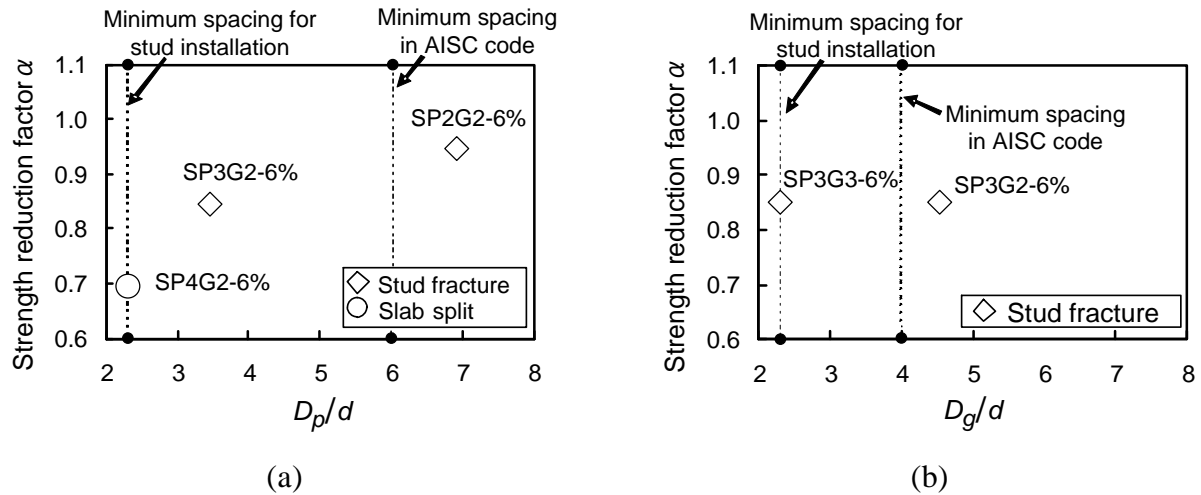 Minimum spacing for
stud installation
Minimum spacing
in AISC code
Strength reduction factor α
1.1
1.0
0.9
0.8
0.7
0.6
SP2G2-6%
SP3G2-6%
SP4G2-6%
Stud fracture
Slab split
2 3 4 5 6 7 8
Dp/d
(a)
Minimum spacing for
stud installation
Minimum spacing
in AISC code
Strength reduction factor α
1.1
1.0
0.9
0.8
0.7
0.6
SP3G3-6%
SP3G2-6%
Stud fracture
2 3 4 5 6 7 8
Dg/d
(b)